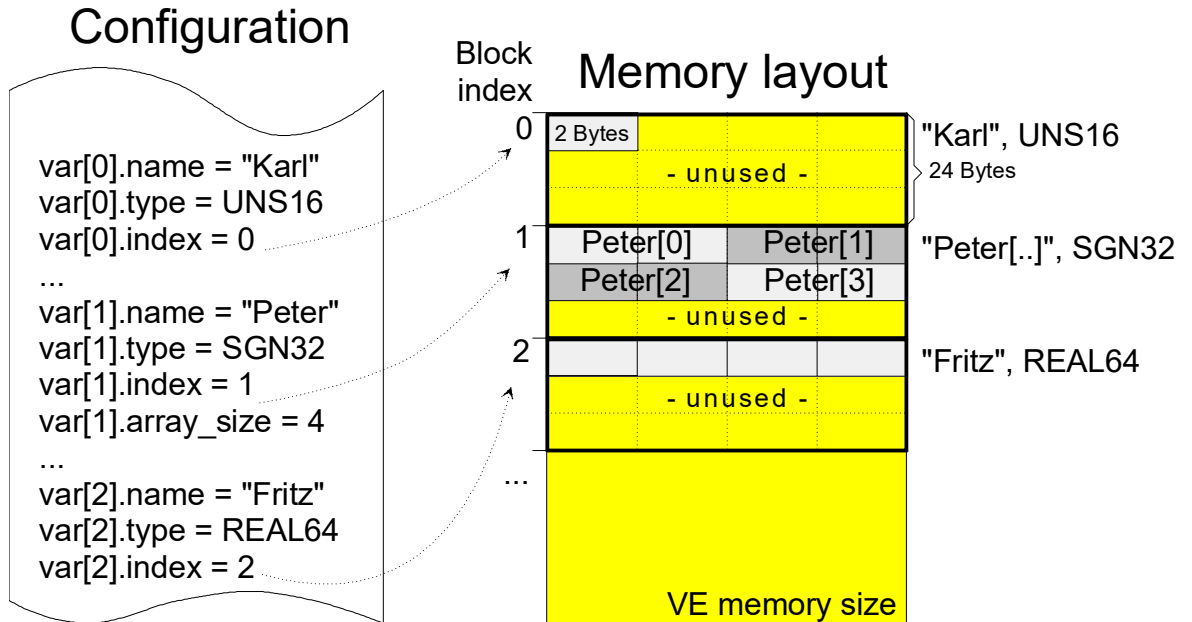 Configuration
var[0].name = "Karl"
var[0].type = UNS16
var[0].index = 0
...
var[1].name = "Peter"
var[1].type = SGN32
var[1].index = 1
var[1].array_size = 4
...
var[2].name = "Fritz"
var[2].type = REAL64
var[2].index = 2
Block
index
Memory layout
0
2 Bytes
- unused -
"Karl", UNS16
24 Bytes
1
Peter[0]
Peter[1]
"Peter[..]", SGN32
Peter[2]
Peter[3]
- unused -
2
"Fritz", REAL64
- unused -
...
VE memory size